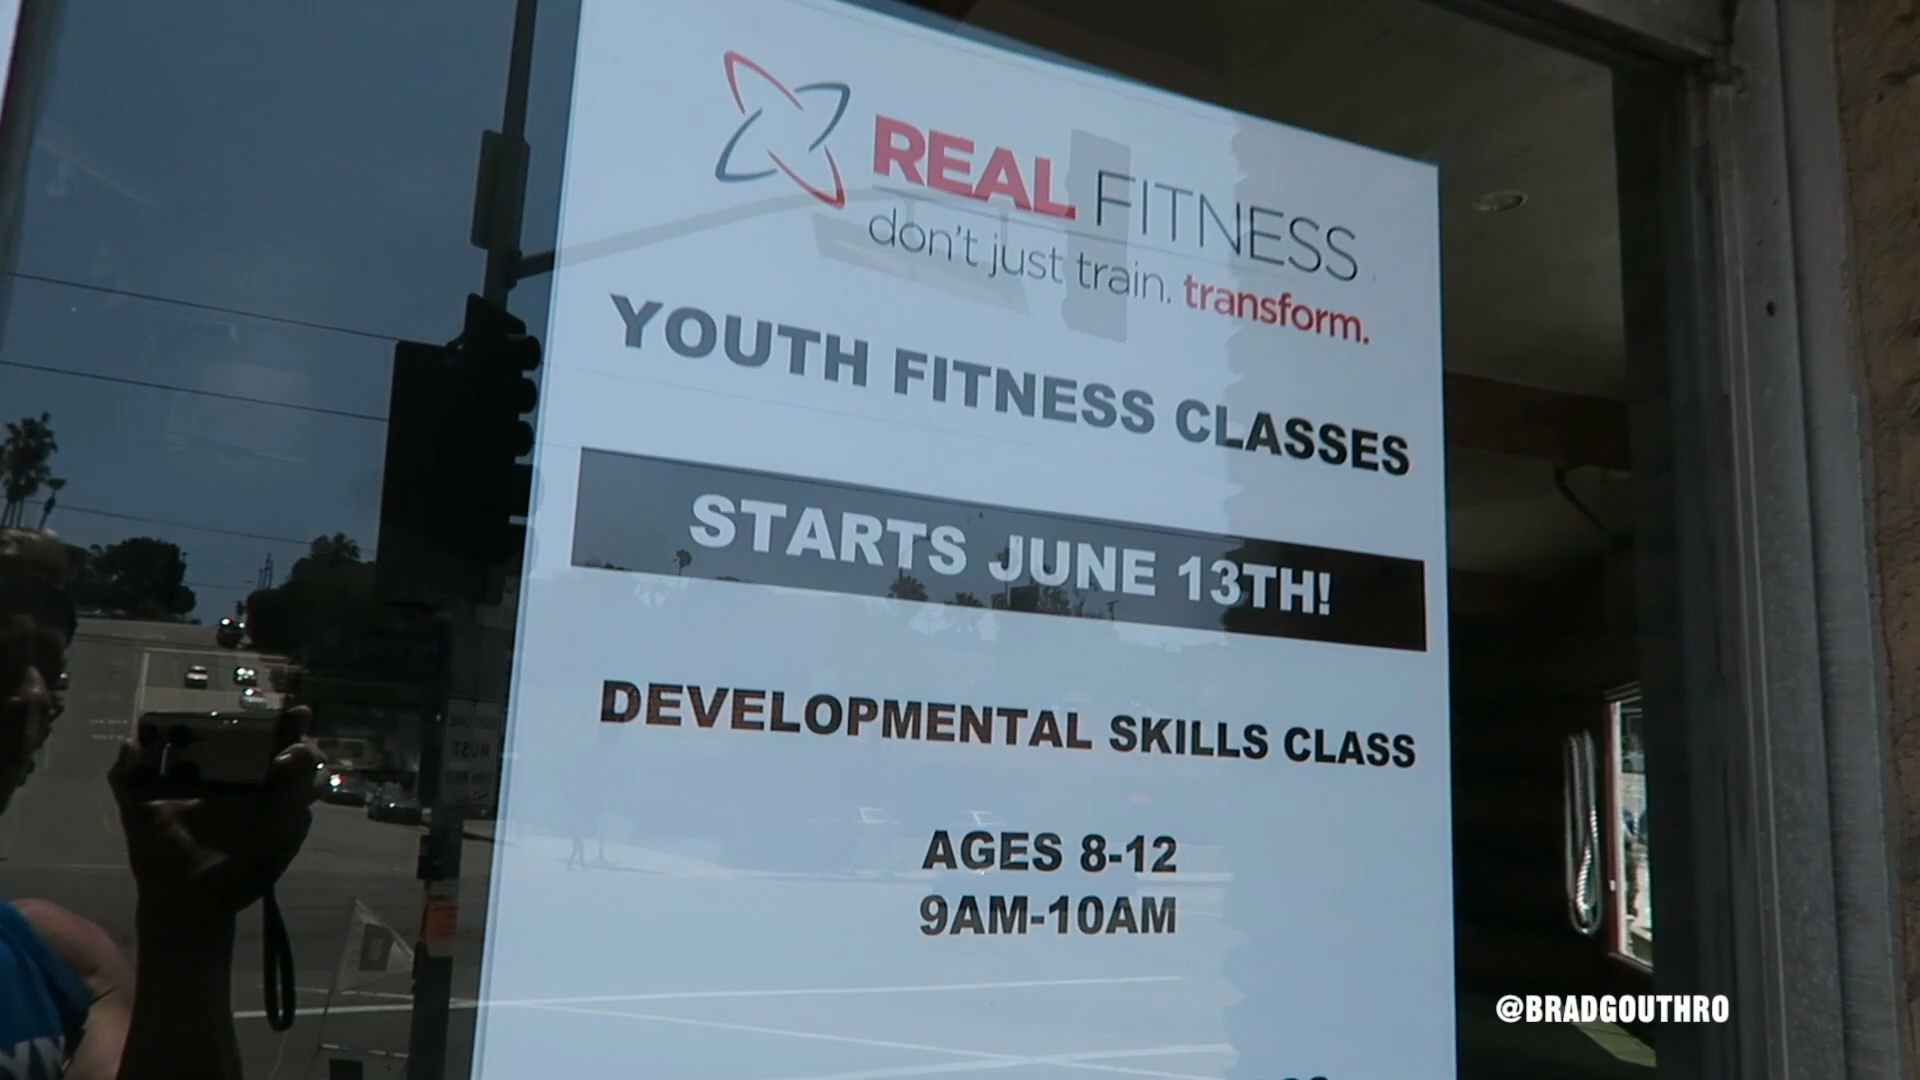 REAL FITNESS
don't just train. transform.
YOUTH FITNESS CLASSES
STARTS JUNE 13TH!
DEVELOPMENTAL SKILLS CLASS
AGES 8-12
9AM-10AM
@BRADGOUTHRO